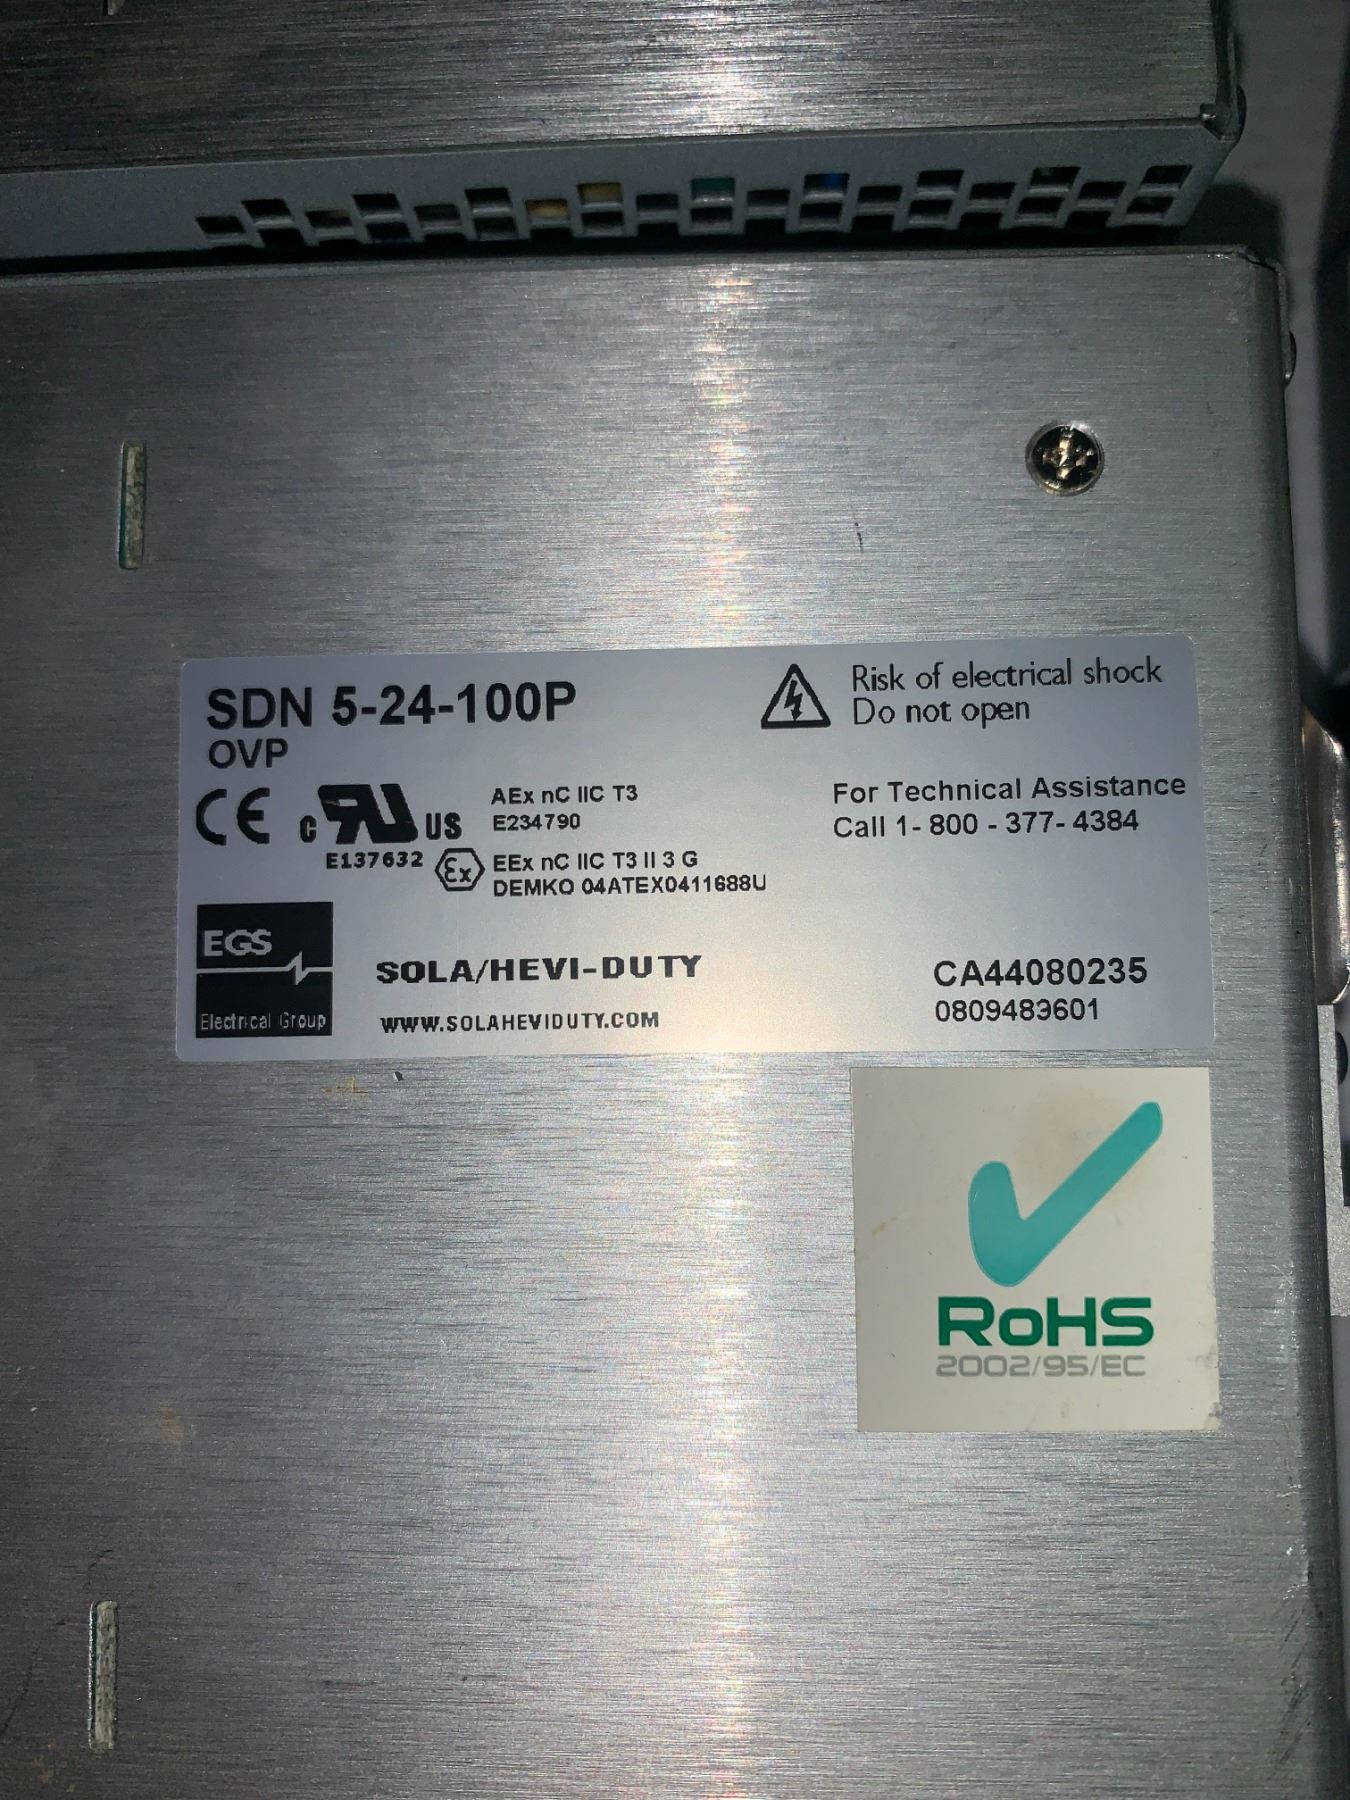 SDN 5-24-100P
OVP
Risk of electrical shock
Do not open
CE
c RU US
E137632
AEx nC IIC T3
E234790
Ex
EEx nC IIC T3 II 3 G
DEMKO 04ATEX0411688U
For Technical Assistance
Call 1- 800 - 377- 4384
EGS
Electrical Group
SOLA/HEVI-DUTY
WWW.SOLAHEVIDUTY.COM
CA44080235
0809483601
RoHS
2002/95/EC